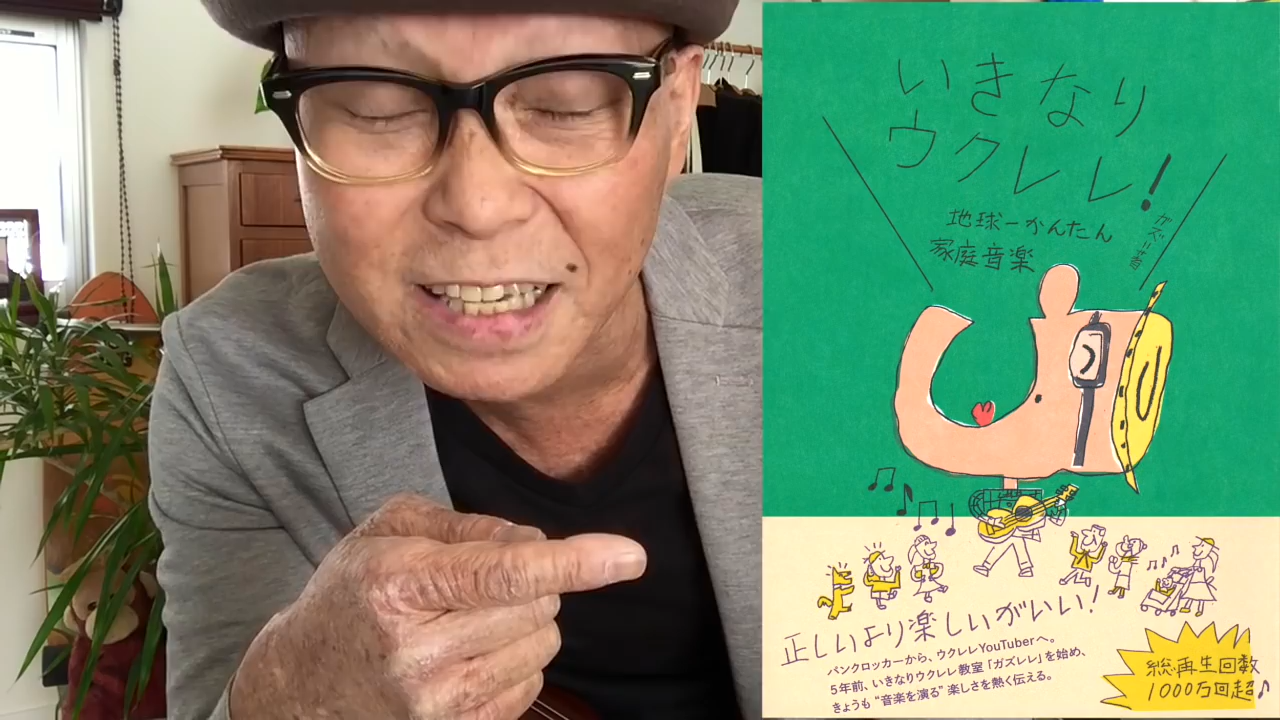 いきなり
ウクレレ!
地球一かんたん
家庭音楽
ガズ著
正しいより楽しいがいい!
パンクロッカーから、ウクレレYouTuberへ。
5年前、いきなりウクレレ教室「ガズレレ」を始め、
きょうも“音楽を演る”楽しさを熱く伝える。
総再生回数
1000万回超♪